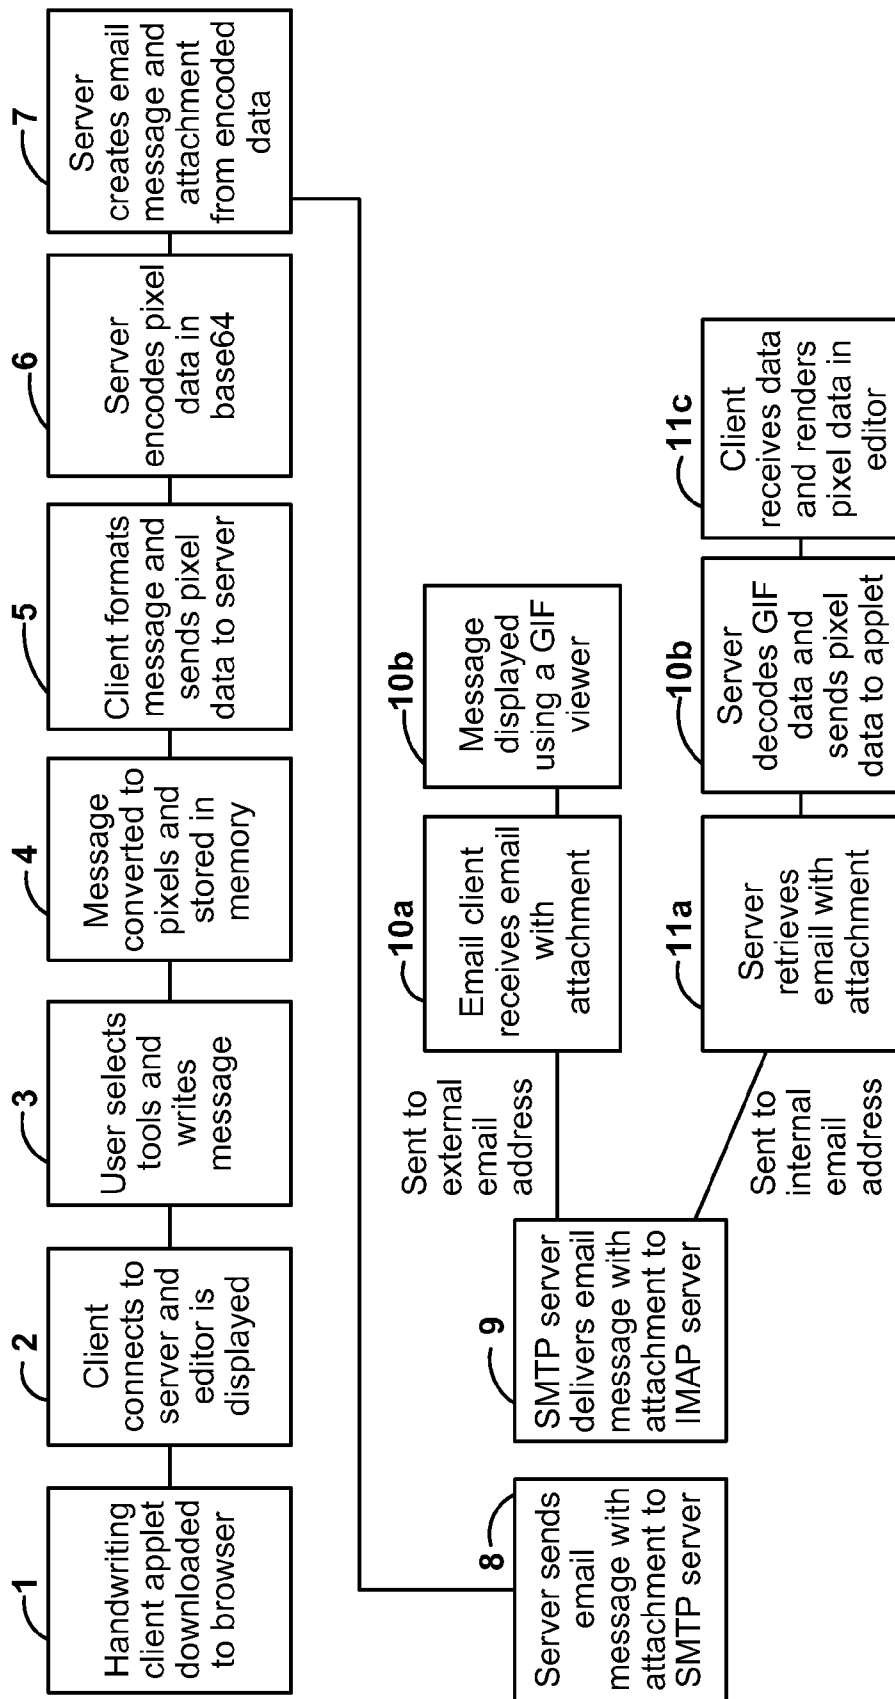 1
Handwriting
client applet
downloaded
to browser
2
Client
connects to
server and
editor is
displayed
3
User selects
tools and
writes
message
4
Message
converted to
pixels and
stored in
memory
5
Client formats
message and
sends pixel
data to server
6
Server
encodes pixel
data in
base64
7
Server
creates email
message and
attachment
from encoded
data
8
Server sends
email
message with
attachment to
SMTP server
9
SMTP server
delivers email
message with
attachment to
IMAP server
Sent to
external
email
address
10a
Email client
receives email
with
attachment
10b
Message
displayed
using a GIF
viewer
Sent to
internal
email
address
11a
Server
retrieves
email with
attachment
10b
Server
decodes GIF
data and
sends pixel
data to applet
11c
Client
receives data
and renders
pixel data in
editor